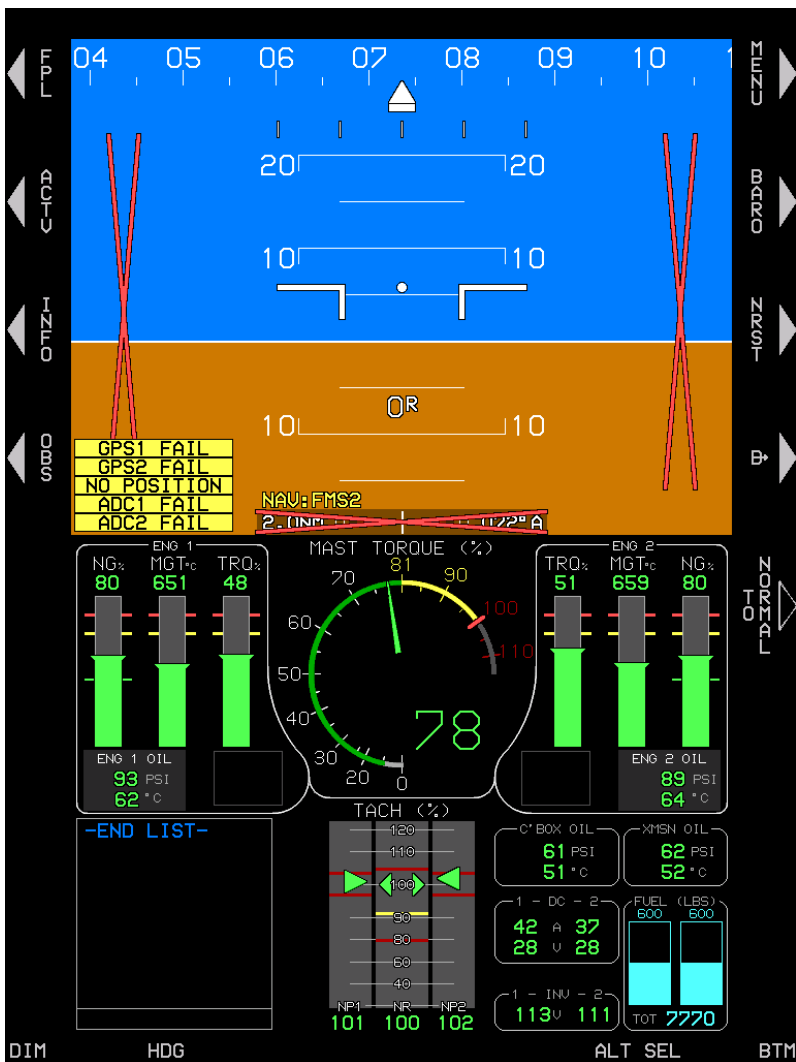 FPL
MENU
04 05 06 07 08 09 10 1
ACTV
BARO
20 20
10 10
INFO
NRST
0R
10 10
OBS
GPS1 FAIL
GPS2 FAIL
NO POSITION
ADC1 FAIL
ADC2 FAIL
NAV:FMS2
2.0NM 072°A
ENG 1
NG% MGT°C TRQ%
80 651 48
MAST TORQUE (%)
0 20 30 40 50 60 70 81 90 100 110
78
ENG 2
TRQ% MGT°C NG%
51 659 80
TO NORMAL
ENG 1 OIL
93 PSI
62 °C
ENG 2 OIL
89 PSI
64 °C
-END LIST-
TACH (%)
120
110
100
90
80
60
40
NP1 NR NP2
101 100 102
C'BOX OIL
61 PSI
51 °C
XMSN OIL
62 PSI
52 °C
1 - DC - 2
42 A 37
28 V 28
FUEL (LBS)
600 600
TOT 7770
1 - INV - 2
113V 111
DIM HDG ALT SEL BTM